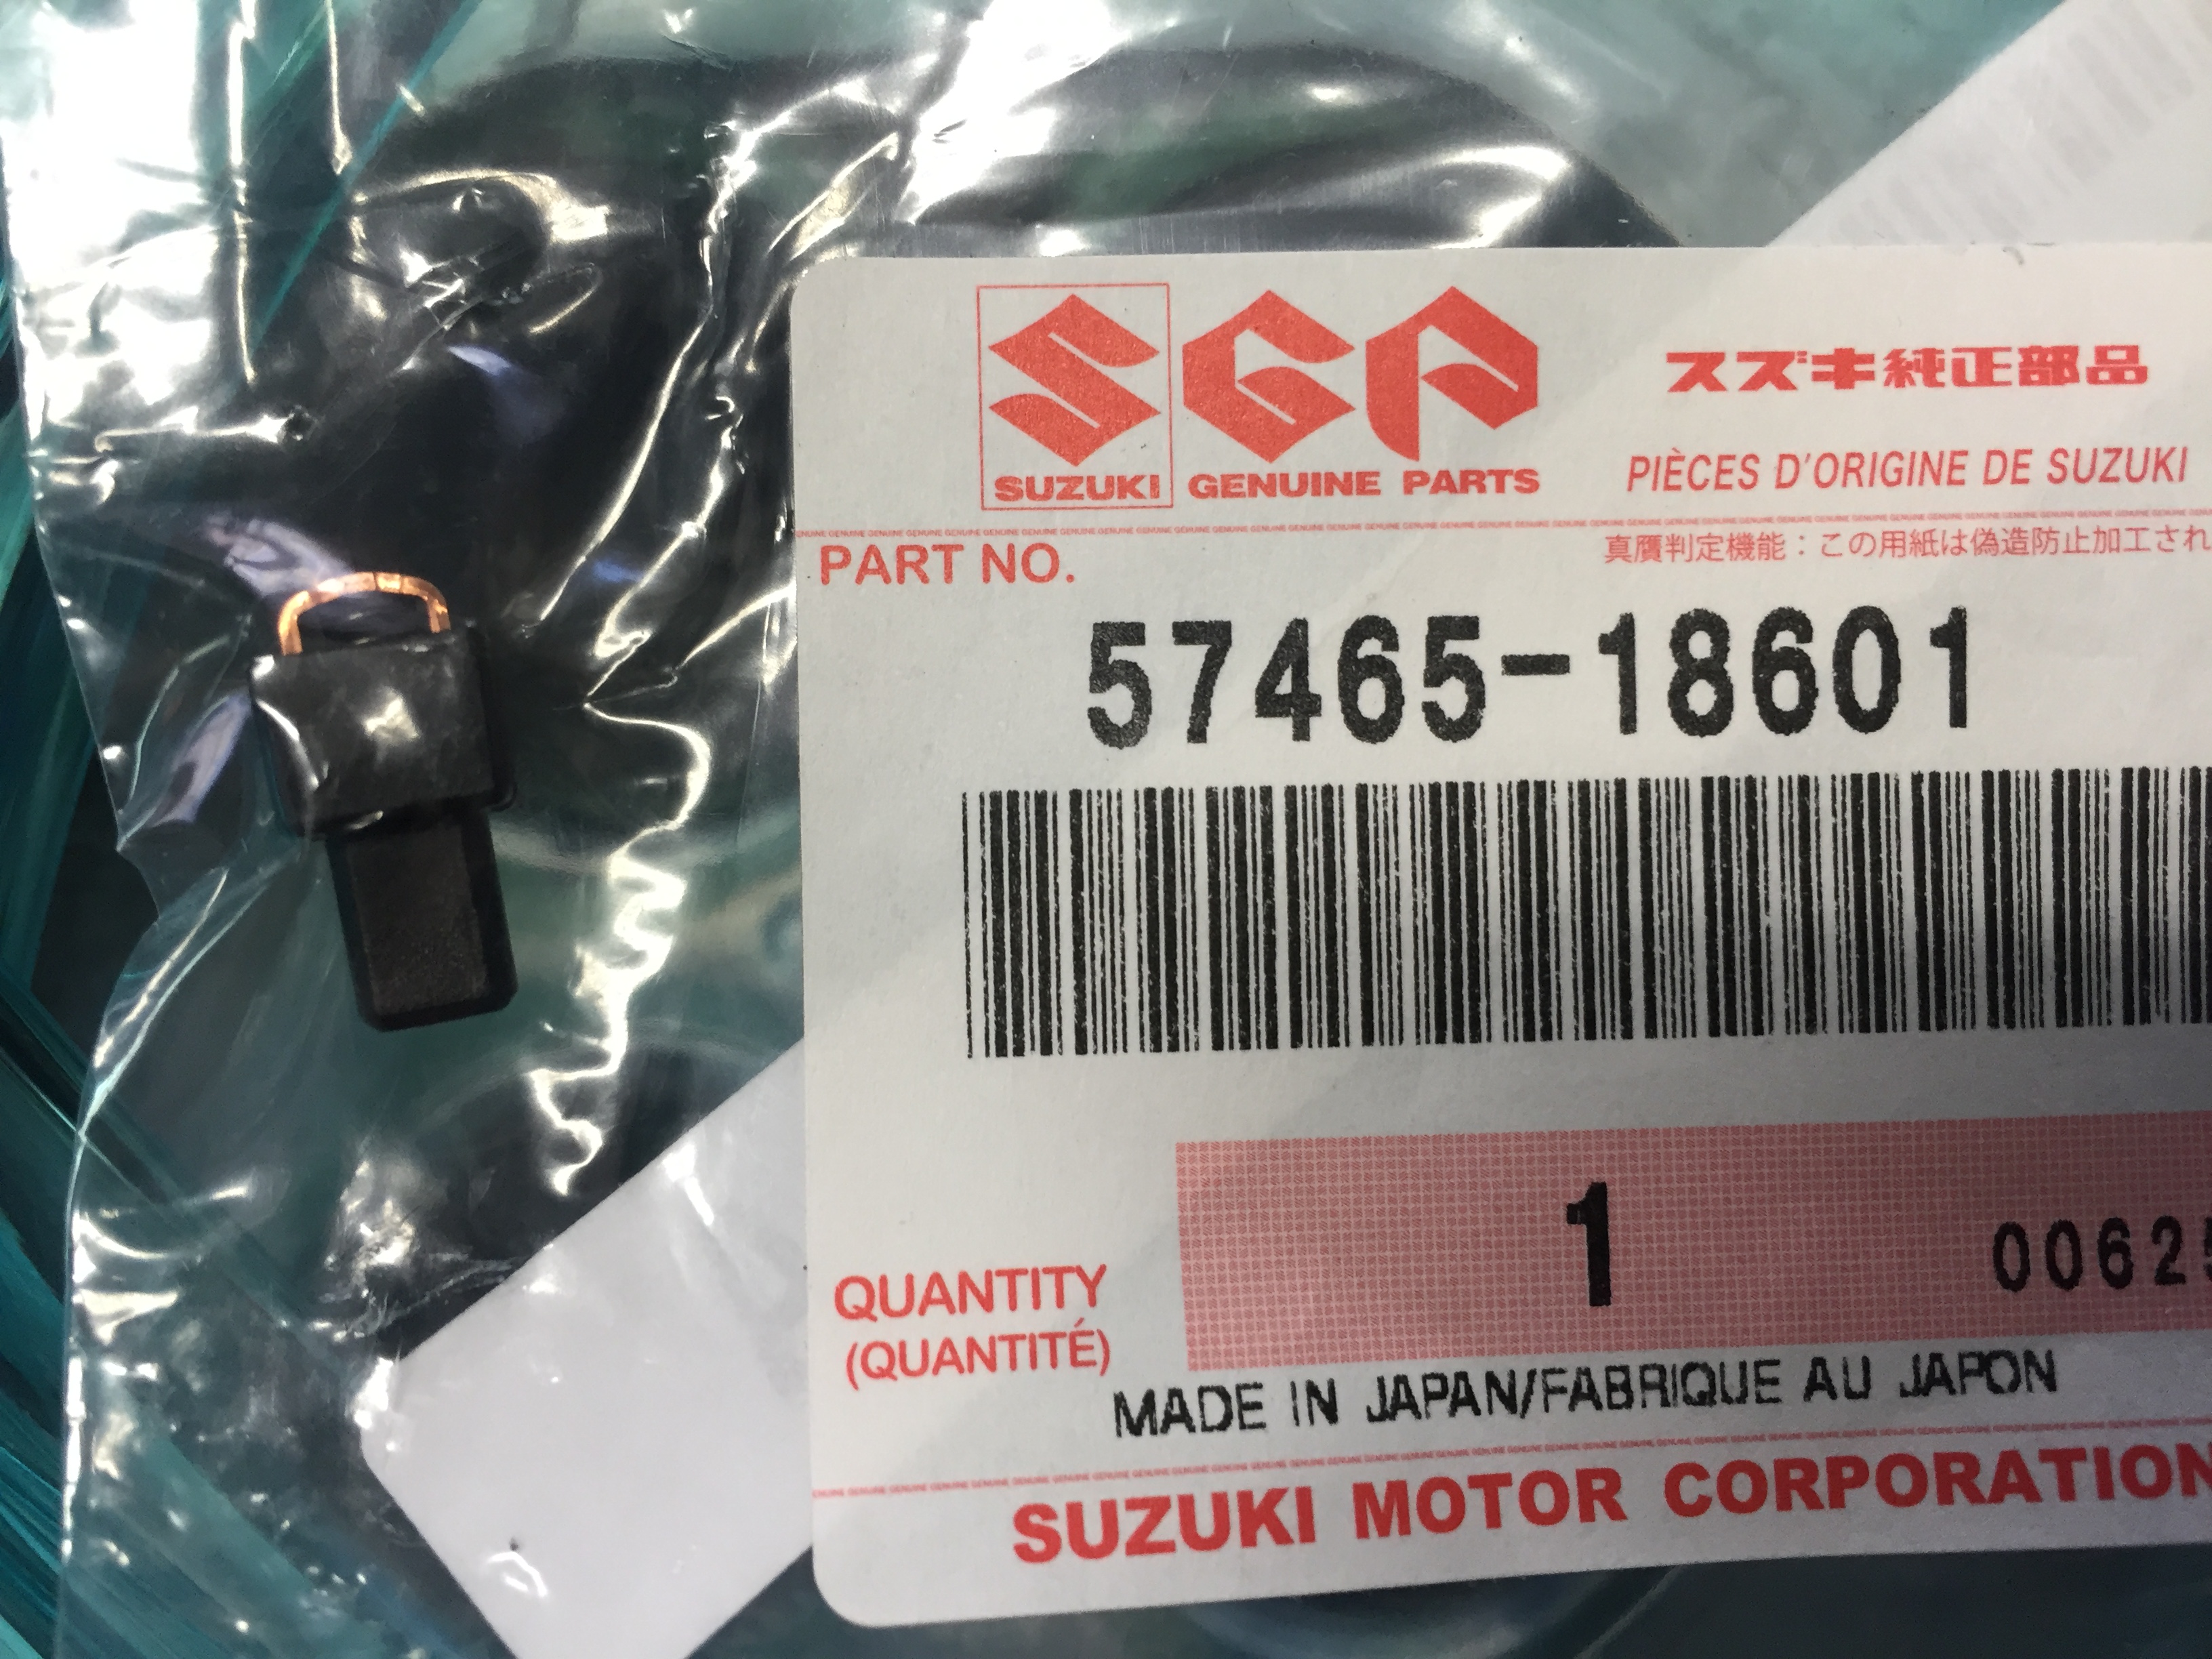 SGP
スズキ純正部品
SUZUKI GENUINE PARTS
PIÈCES D'ORIGINE DE SUZUKI
PART NO.
真贋判定機能：この用紙は偽造防止加工され
57465-18601
1
0062
QUANTITY
(QUANTITÉ)
MADE IN JAPAN/FABRIQUE AU JAPON
SUZUKI MOTOR CORPORATION